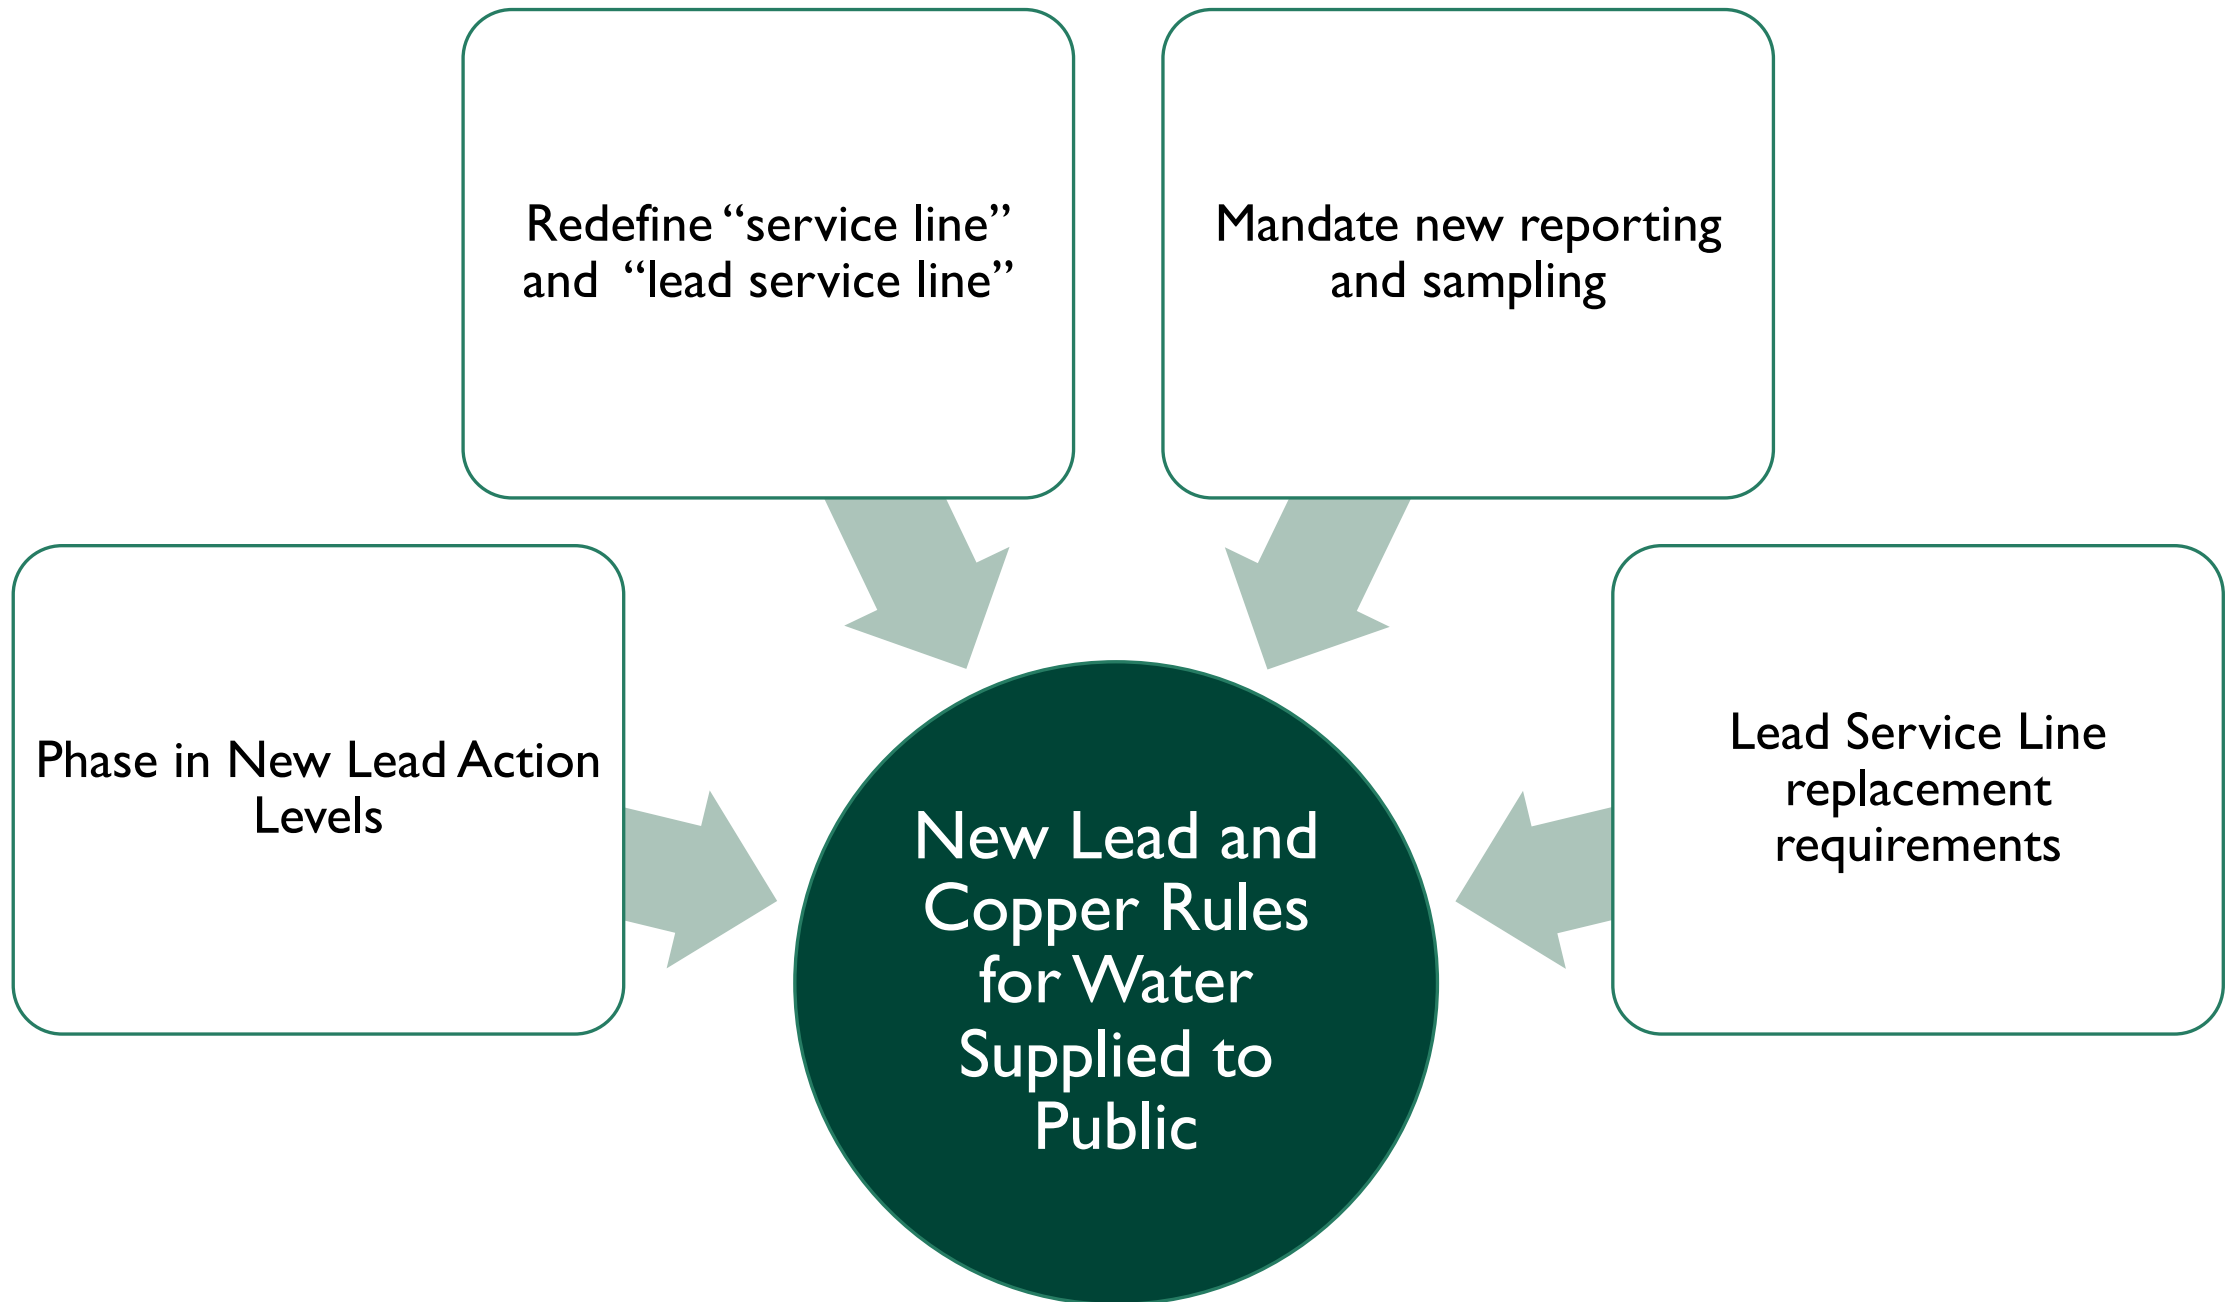 Redefine “service line”
and “lead service line”
Mandate new reporting
and sampling
Phase in New Lead Action
Levels
Lead Service Line
replacement
requirements
New Lead and
Copper Rules
for Water
Supplied to
Public